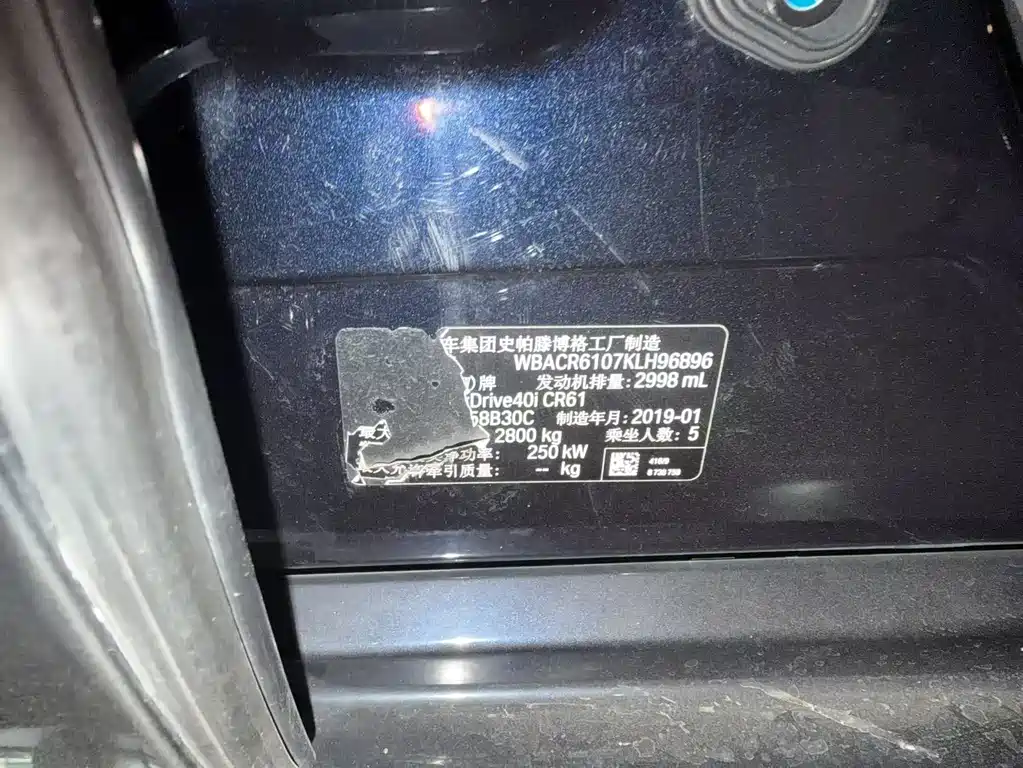 车集团史帕滕博格工厂制造
WBACR6107KLH96896
牌 发动机排量: 2998 mL
Drive40i CR61
58B30C 制造年月: 2019-01
最大 2800 kg 乘坐人数: 5
净功率: 250 kW
牵引质量: -- kg